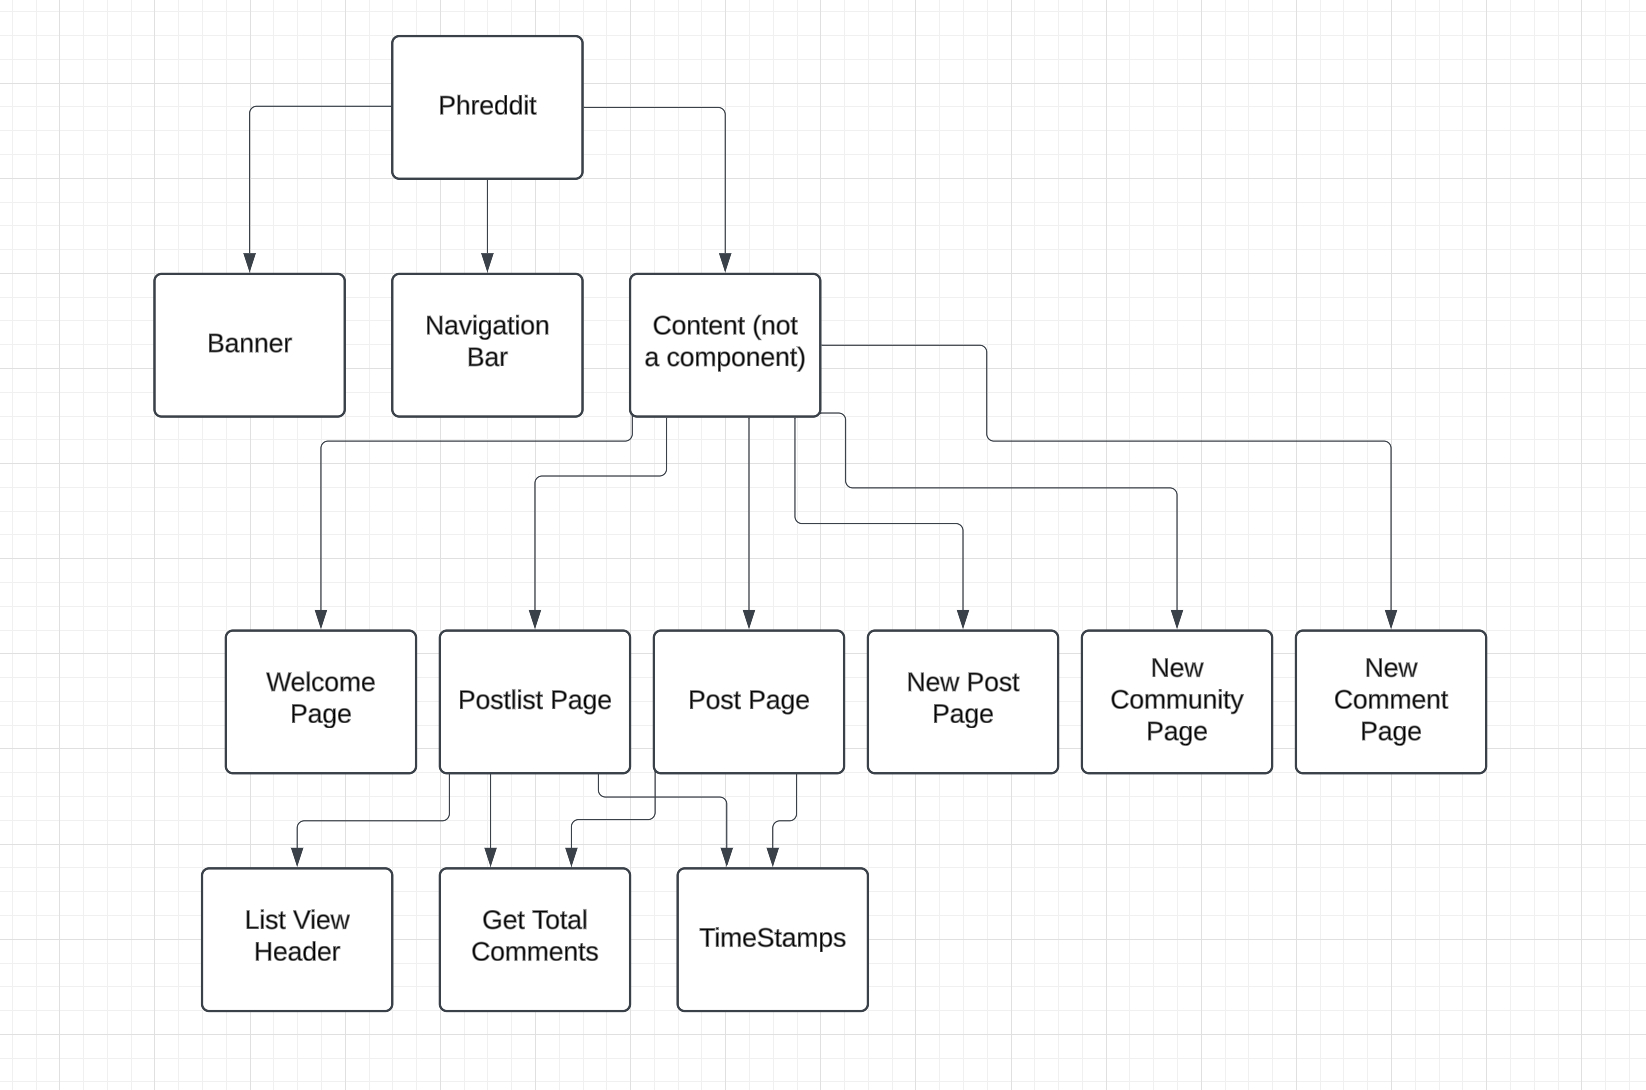 Phreddit
Banner
Navigation
Bar
Content (not
a component)
Welcome
Page
Postlist Page
Post Page
New Post
Page
New
Community
Page
New
Comment
Page
List View
Header
Get Total
Comments
TimeStamps